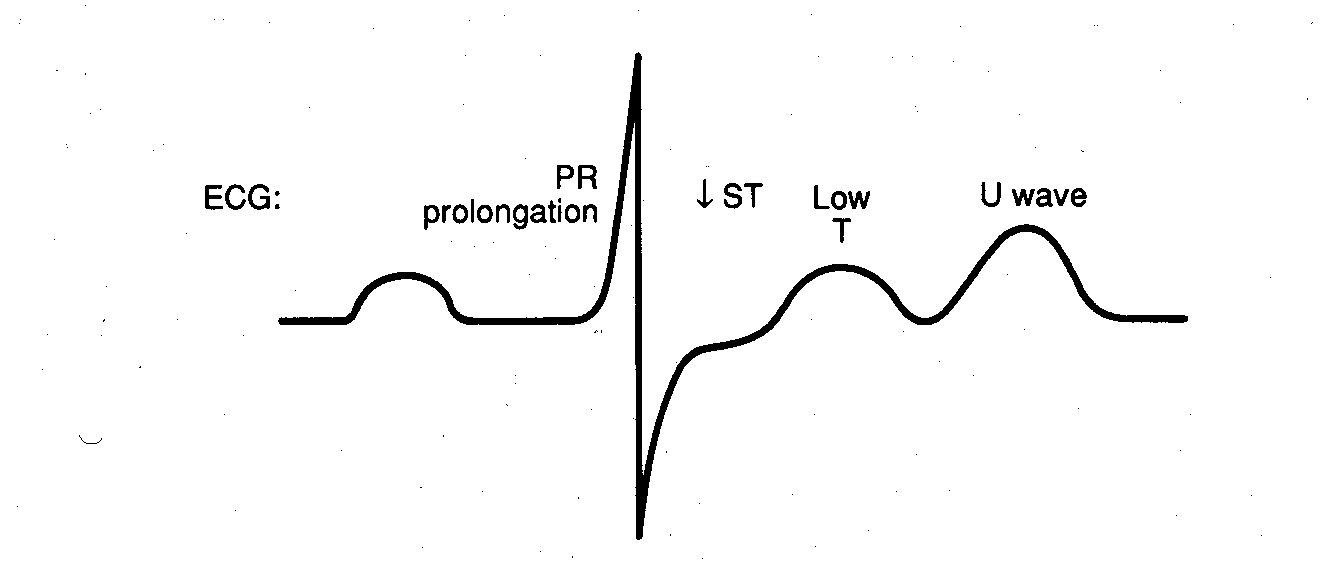 ECG:
PR
prolongation
↓ ST
Low
T
U wave